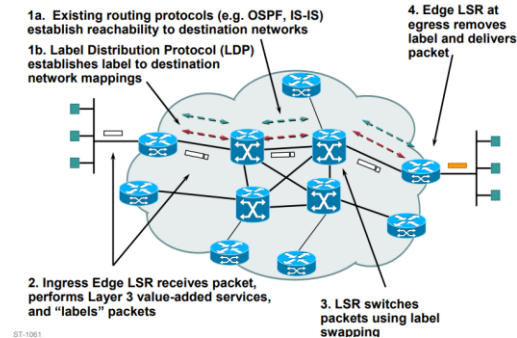 1a. Existing routing protocols (e.g. OSPF, IS-IS)
establish reachability to destination networks
1b. Label Distribution Protocol (LDP)
establishes label to destination
network mappings
4. Edge LSR at
egress removes
label and delivers
packet
2. Ingress Edge LSR receives packet,
performs Layer 3 value-added services,
and “labels” packets
3. LSR switches
packets using label
swapping
ST-1061